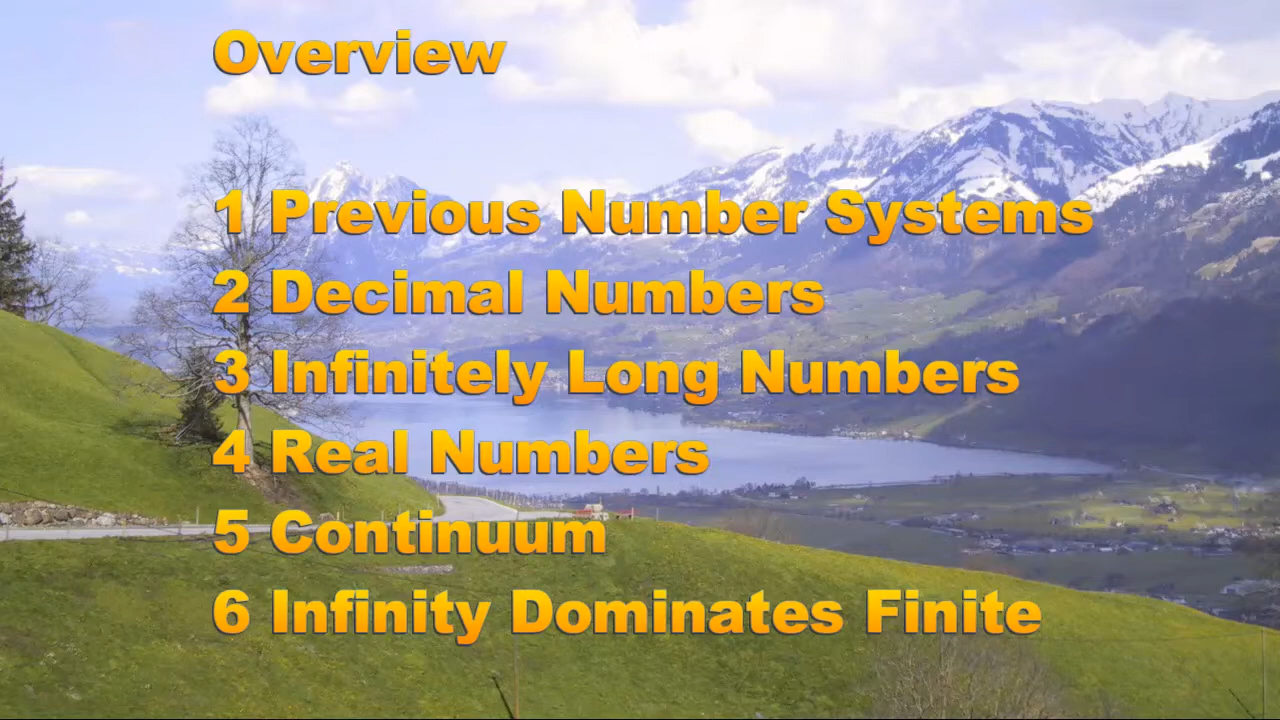 Overview
1 Previous Number Systems
2 Decimal Numbers
3 Infinitely Long Numbers
4 Real Numbers
5 Continuum
6 Infinity Dominates Finite